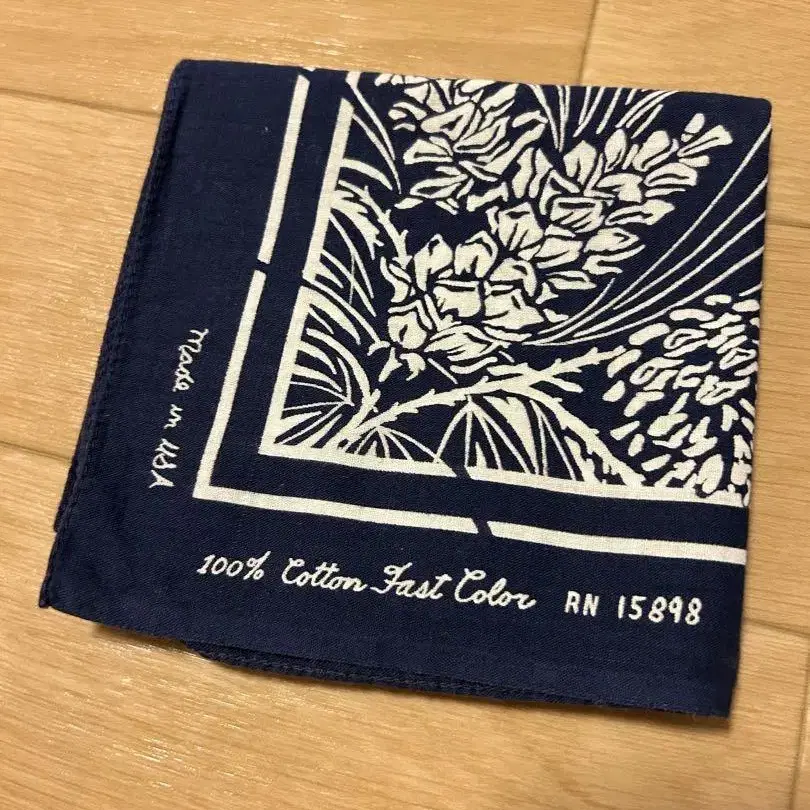 Made in USA
100% Cotton Fast Color RN 15898